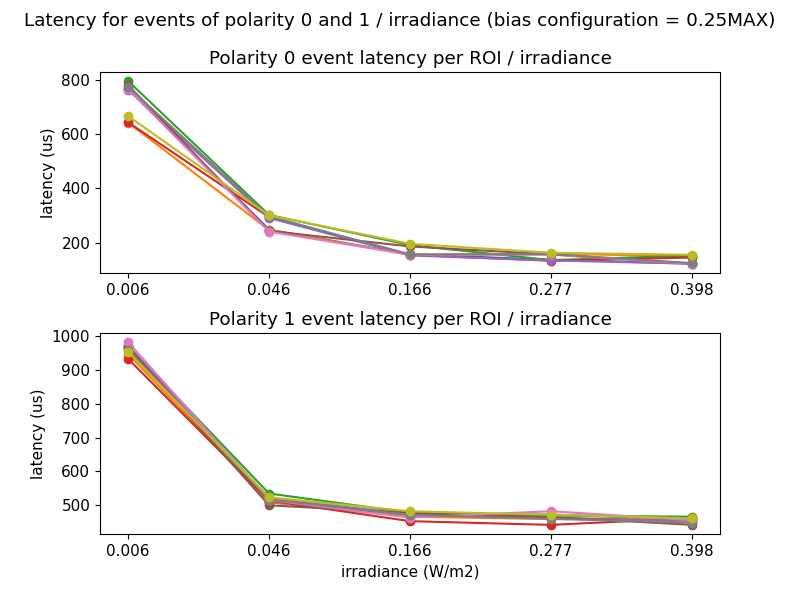 Latency for events of polarity 0 and 1 / irradiance (bias configuration = 0.25MAX)
Polarity 0 event latency per ROI / irradiance
800
600
400
200
latency (us)
0.006 0.046 0.166 0.277 0.398
Polarity 1 event latency per ROI / irradiance
1000
900
800
700
600
500
latency (us)
0.006 0.046 0.166 0.277 0.398
irradiance (W/m2)